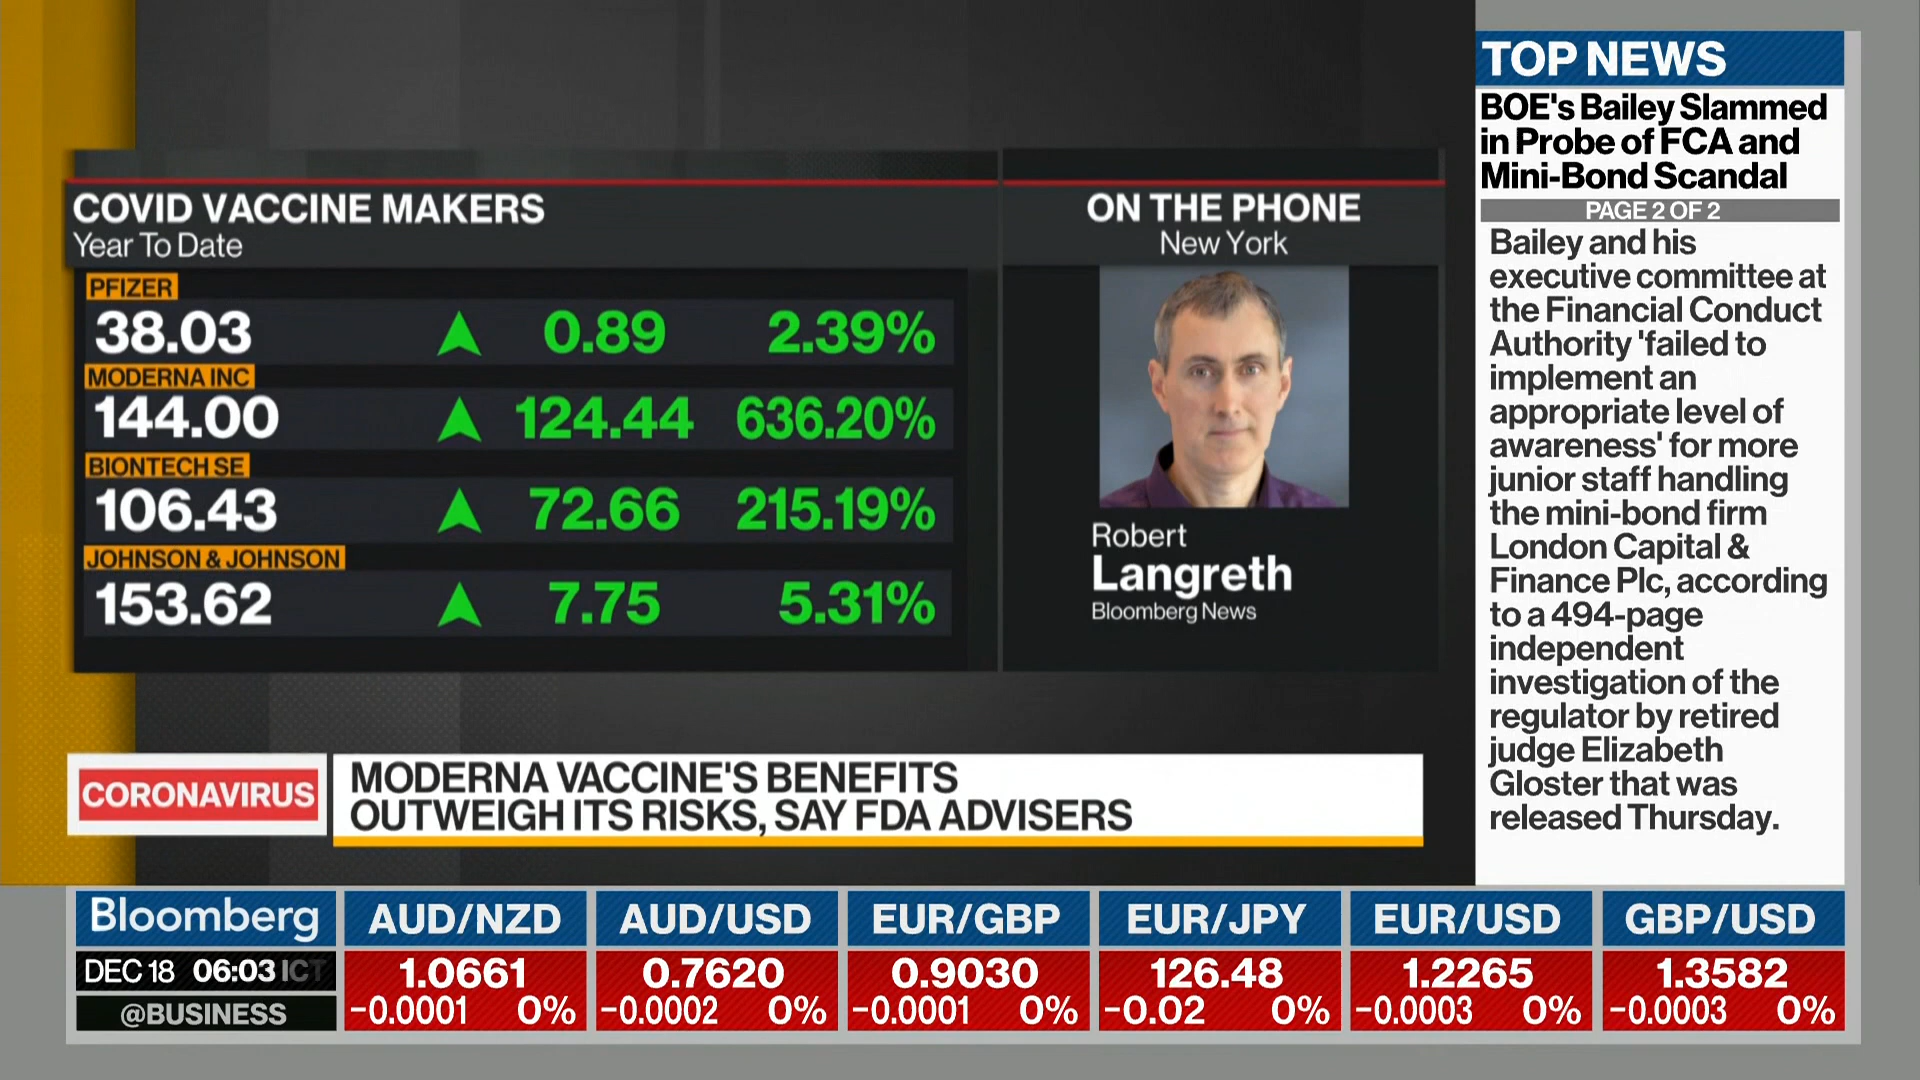 COVID VACCINE MAKERS
Year To Date
PFIZER
38.03 ▲ 0.89 2.39%
MODERNA INC
144.00 ▲ 124.44 636.20%
BIONTECH SE
106.43 ▲ 72.66 215.19%
JOHNSON & JOHNSON
153.62 ▲ 7.75 5.31%
ON THE PHONE
New York
Robert
Langreth
Bloomberg News
TOP NEWS
BOE's Bailey Slammed
in Probe of FCA and
Mini-Bond Scandal
PAGE 2 OF 2
Bailey and his
executive committee at
the Financial Conduct
Authority 'failed to
implement an
appropriate level of
awareness' for more
junior staff handling
the mini-bond firm
London Capital &
Finance Plc, according
to a 494-page
independent
investigation of the
regulator by retired
judge Elizabeth
Gloster that was
released Thursday.
CORONAVIRUS
MODERNA VACCINE'S BENEFITS
OUTWEIGH ITS RISKS, SAY FDA ADVISERS
Bloomberg
DEC 18 06:03 ICT
@BUSINESS
AUD/NZD
1.0661
-0.0001 0%
AUD/USD
0.7620
-0.0002 0%
EUR/GBP
0.9030
-0.0001 0%
EUR/JPY
126.48
-0.02 0%
EUR/USD
1.2265
-0.0003 0%
GBP/USD
1.3582
-0.0003 0%